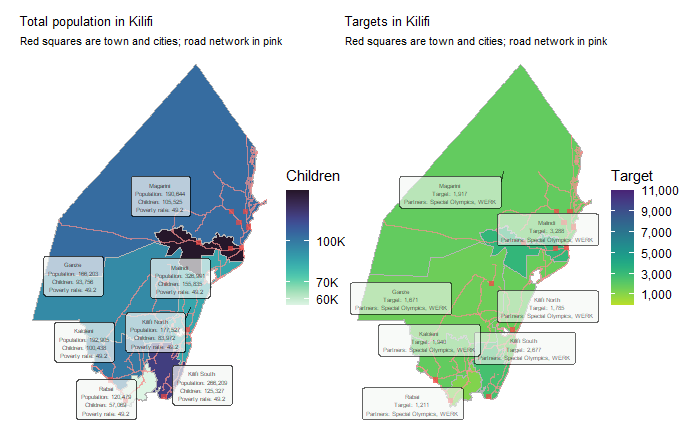 Total population in Kilifi
Red squares are town and cities; road network in pink
Magarini
Population: 190,644
Children: 105,525
Poverty rate: 49.2
Ganze
Population: 166,203
Children: 93,756
Poverty rate: 49.2
Malindi
Population: 326,391
Children: 155,835
Poverty rate: 49.2
Kilifi North
Population: 177,527
Children: 83,972
Poverty rate: 49.2
Kaloleni
Population: 192,905
Children: 100,438
Poverty rate: 49.2
Kilifi South
Population: 266,209
Children: 125,327
Poverty rate: 49.2
Rabai
Population: 120,479
Children: 57,069
Poverty rate: 49.2
Children
100K
70K
60K
Targets in Kilifi
Red squares are town and cities; road network in pink
Magarini
Target: 1,917
Partners: Special Olympics, WERK
Malindi
Target: 3,288
Partners: Special Olympics, WERK
Ganze
Target: 1,671
Partners: Special Olympics, WERK
Kilifi North
Target: 1,785
Partners: Special Olympics, WERK
Kaloleni
Target: 1,940
Partners: Special Olympics, WERK
Kilifi South
Target: 2,677
Partners: Special Olympics, WERK
Rabai
Target: 1,211
Partners: Special Olympics, WERK
Target
11,000
9,000
7,000
5,000
3,000
1,000